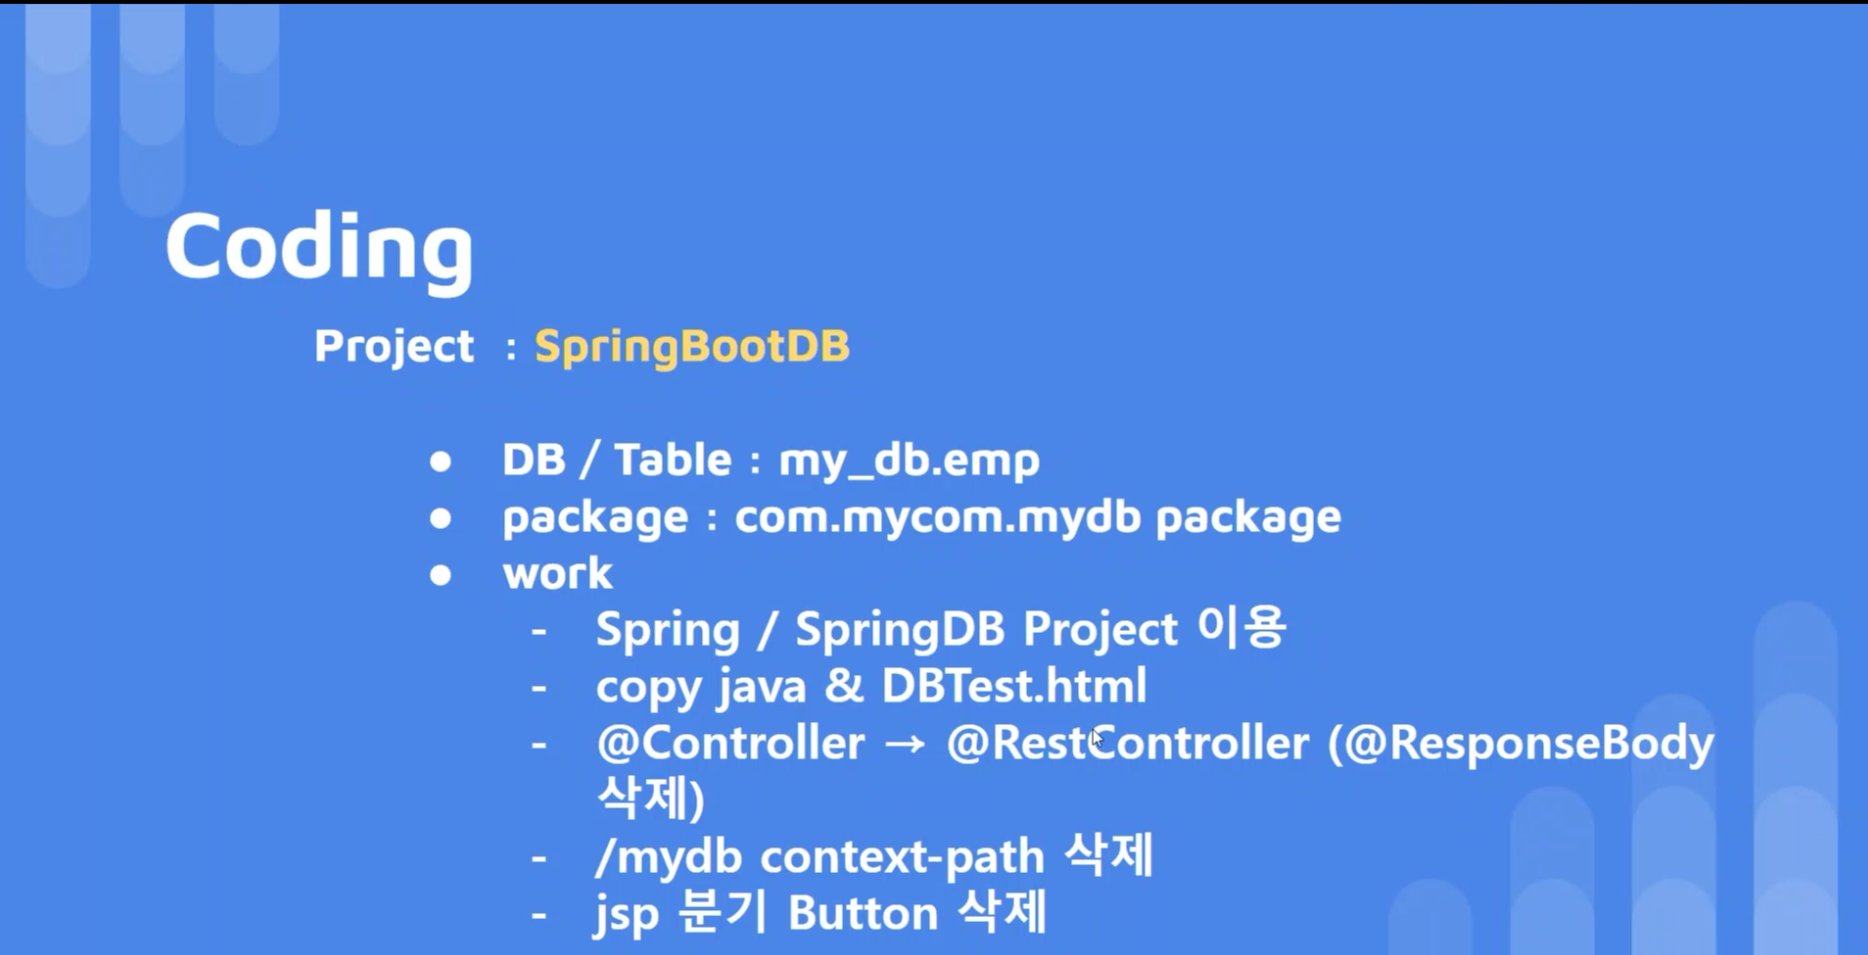 Coding
Project : SpringBootDB
● DB / Table : my_db.emp
● package : com.mycom.mydb package
● work
- Spring / SpringDB Project 이용
- copy java & DBTest.html
- @Controller → @RestController (@ResponseBody
삭제)
- /mydb context-path 삭제
- jsp 분기 Button 삭제